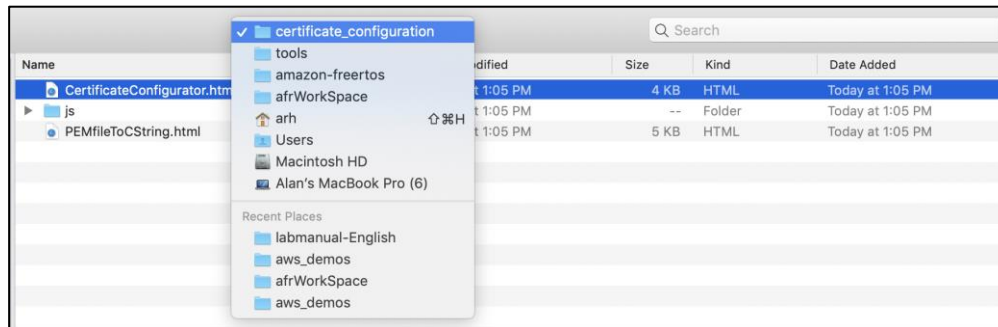 Search
Name
odified
Size
Kind
Date Added
CertificateConfigurator.htm
t 1:05 PM
4 KB
HTML
Today at 1:05 PM
js
t 1:05 PM
--
Folder
Today at 1:05 PM
PEMfileToCString.html
t 1:05 PM
5 KB
HTML
Today at 1:05 PM
✓ certificate_configuration
tools
amazon-freertos
afrWorkSpace
arh ⇧⌘H
Users
Macintosh HD
Alan's MacBook Pro (6)
Recent Places
labmanual-English
aws_demos
afrWorkSpace
aws_demos